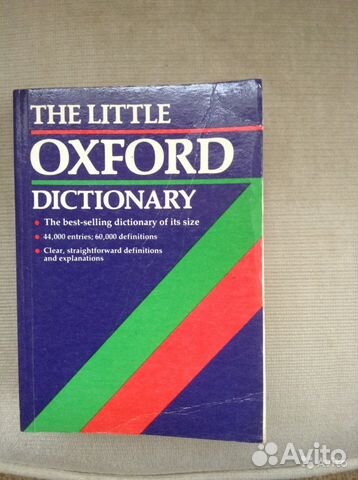 THE LITTLE
OXFORD
DICTIONARY
The best-selling dictionary of its size
44,000 entries; 60,000 definitions
Clear, straightforward definitions
and explanations
Avito